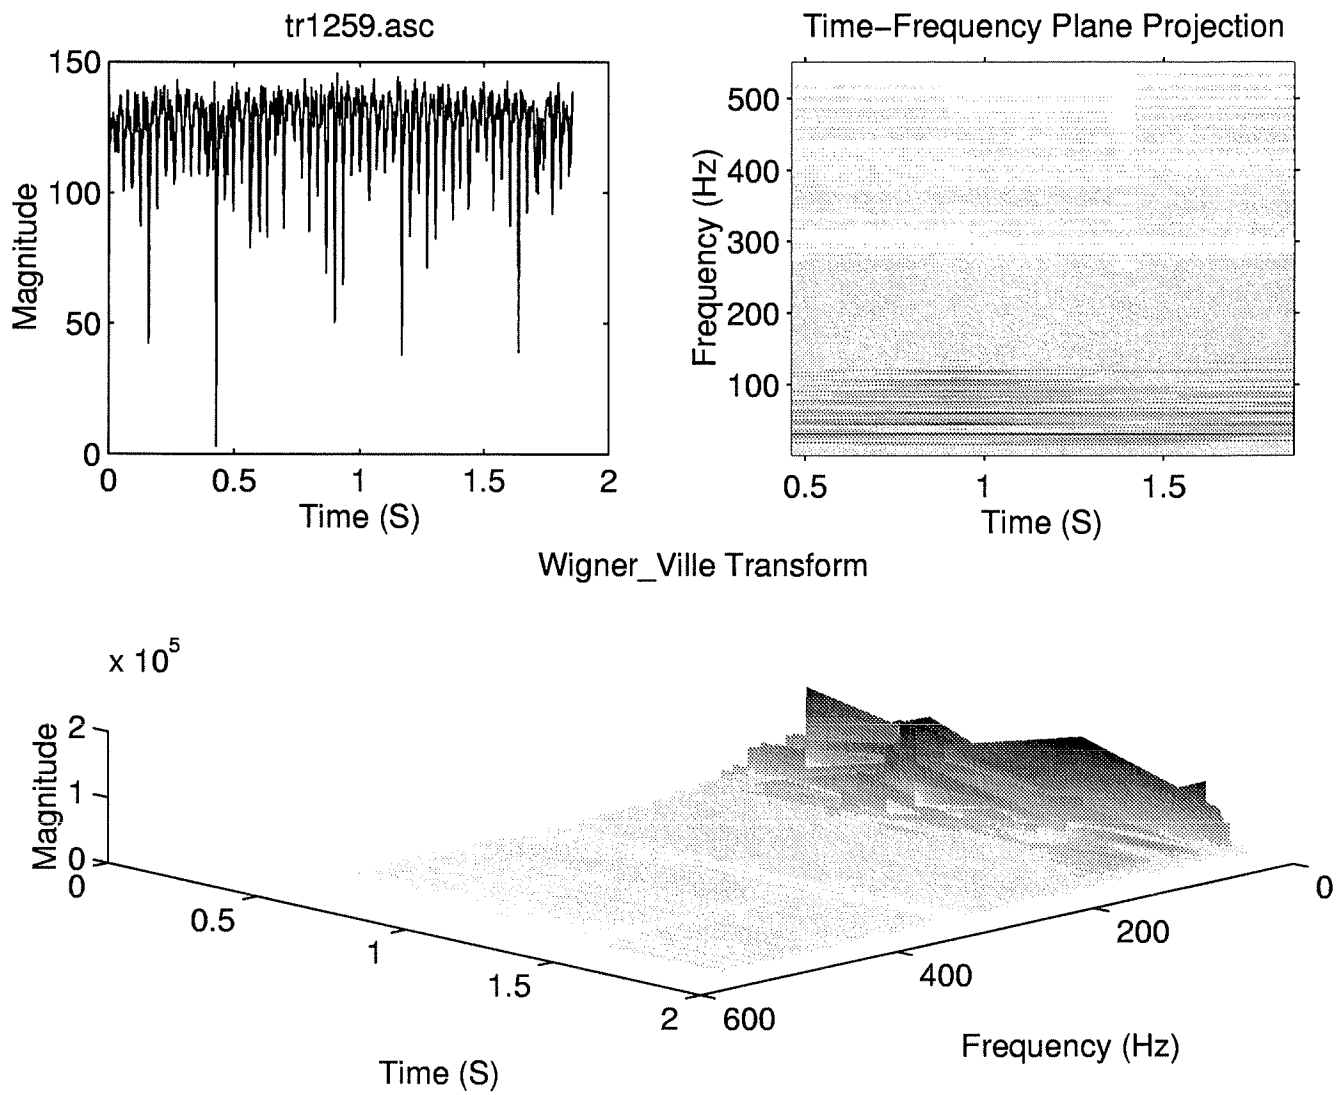 tr1259.asc
150
100
50
0
Magnitude
0 0.5 1 1.5 2
Time (S)
Time–Frequency Plane Projection
500
400
300
200
100
Frequency (Hz)
0.5 1 1.5
Time (S)
Wigner_Ville Transform
x 10^5
2
1
0
Magnitude
0
0.5
1
1.5
2
Time (S)
600
400
200
0
Frequency (Hz)